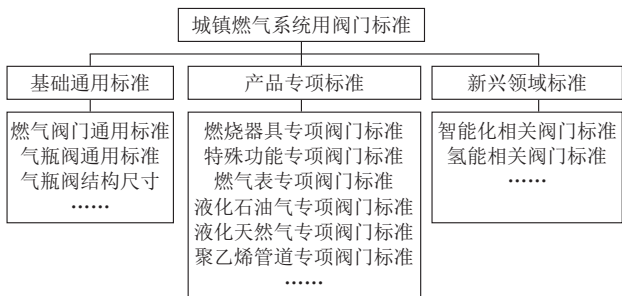 城镇燃气系统用阀门标准
基础通用标准
产品专项标准
新兴领域标准
燃气阀门通用标准
气瓶阀通用标准
气瓶阀结构尺寸
……
燃烧器具专项阀门标准
特殊功能专项阀门标准
燃气表专项阀门标准
液化石油气专项阀门标准
液化天然气专项阀门标准
聚乙烯管道专项阀门标准
……
智能化相关阀门标准
氢能相关阀门标准
……